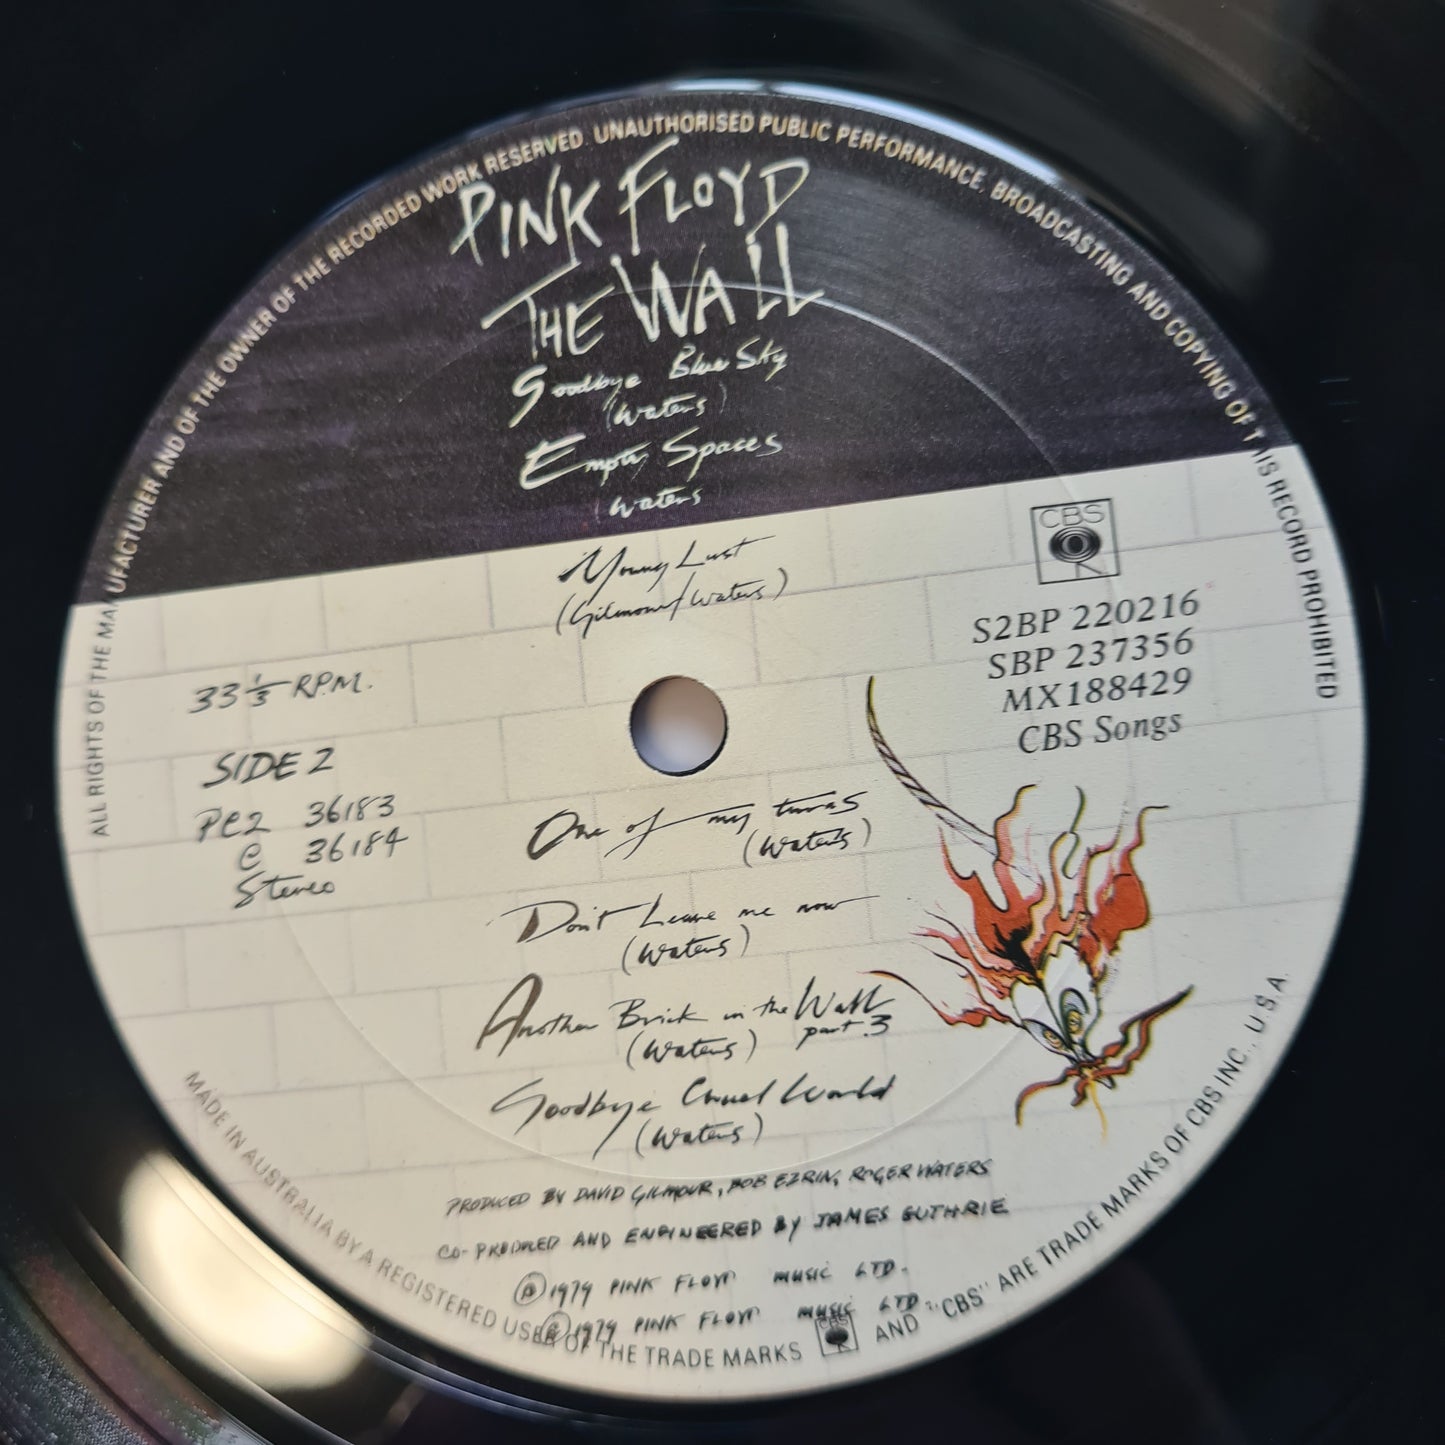 ALL RIGHTS OF THE MANUFACTURER AND OF THE OWNER OF THE RECORDED WORK RESERVED. UNAUTHORISED PUBLIC PERFORMANCE, BROADCASTING AND COPYING OF THIS RECORD PROHIBITED
PINK FLOYD
THE WALL
Goodbye Blue Sky
(Waters)
Empty Spaces
(Waters
Young Lust
(Gilmour/Waters)
CBS
S2BP 220216
SBP 237356
MX188429
CBS Songs
33 1/3 RPM.
SIDE 2
PC2 36183
C 36184
Stereo
One of my turns
(Waters)
Don't Leave me now
(Waters)
Another Brick in the Wall
part 3
(Waters)
Goodbye Cruel World
(Waters)
PRODUCED BY DAVID GILMOUR, BOB EZRIN, ROGER WATERS
CO-PRODUCED AND ENGINEERED BY JAMES GUTHRIE
Ⓟ 1979 PINK FLOYD MUSIC LTD.
1979 PINK FLOYD MUSIC LTD.
MADE IN AUSTRALIA BY A REGISTERED USER OF THE TRADE MARKS CBS AND "CBS" ARE TRADE MARKS OF CBS INC., U.S.A.